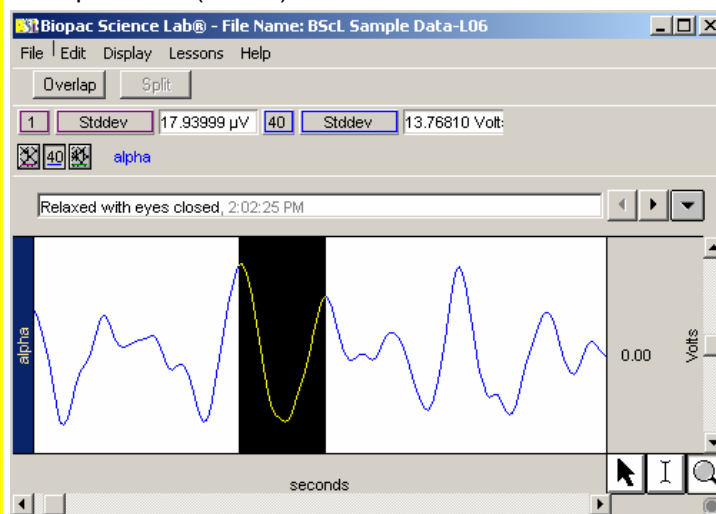 Biopac Science Lab® - File Name: BScL Sample Data-L06
File Edit Display Lessons Help
Overlap Split
1 Stddev 17.93999 µV 40 Stddev 13.76810 Volt
40 alpha
Relaxed with eyes closed, 2:02:25 PM
alpha
0.00
Volts
seconds